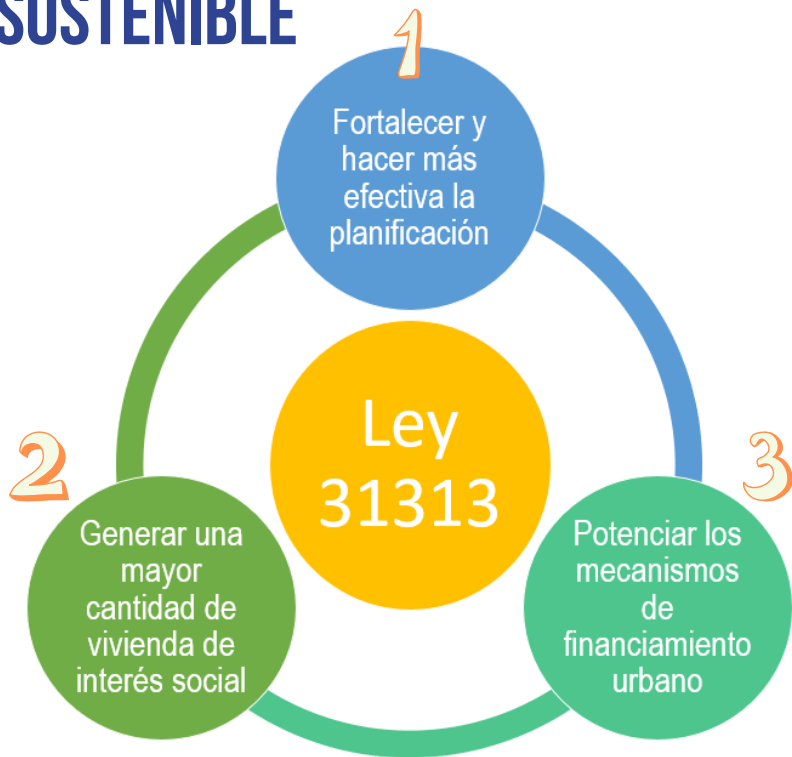 SOSTENIBLE
1
Fortalecer y
hacer más
efectiva la
planificación
Ley
31313
2
Generar una
mayor
cantidad de
vivienda de
interés social
3
Potenciar los
mecanismos
de
financiamiento
urbano